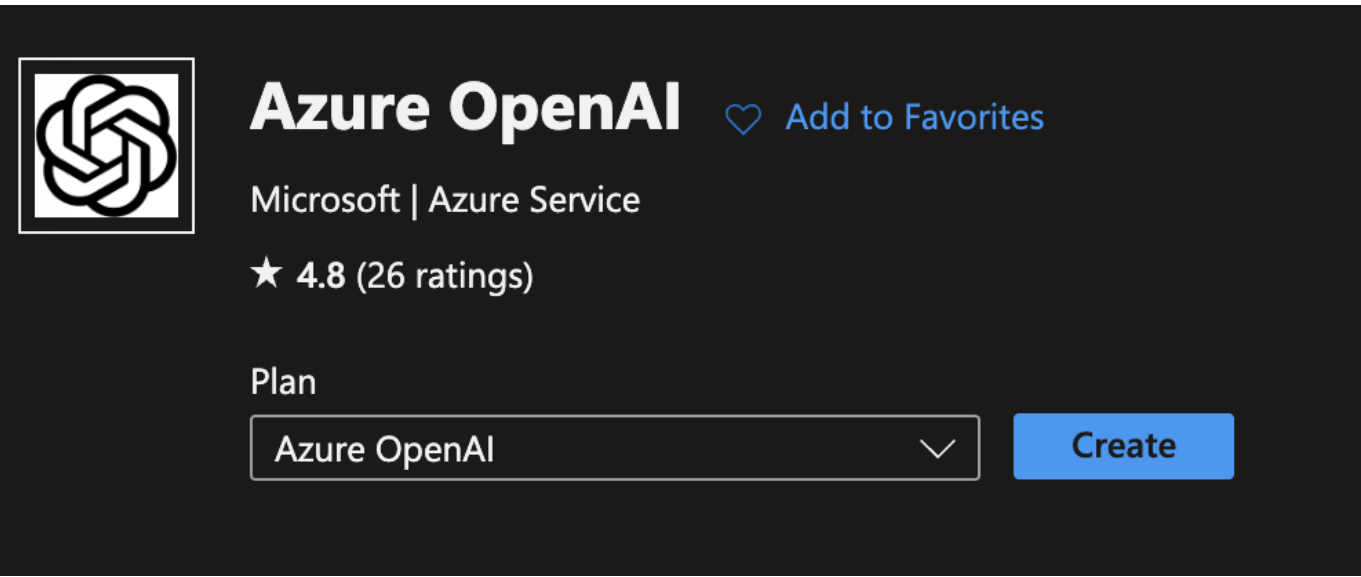 Azure OpenAI Add to Favorites
Microsoft | Azure Service
★ 4.8 (26 ratings)
Plan
Azure OpenAI Create